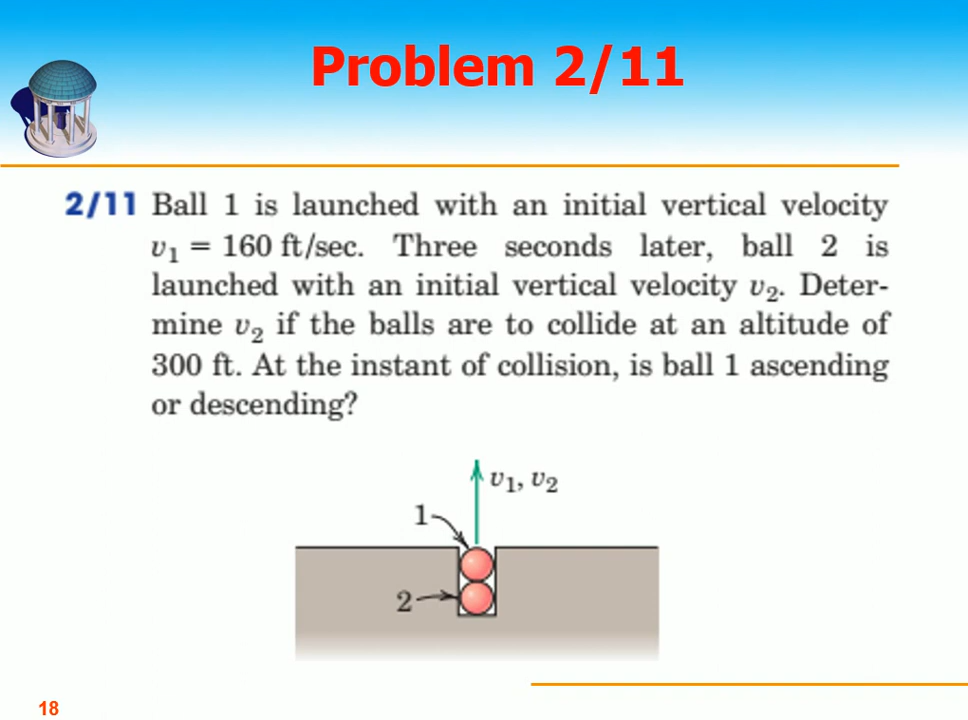 Problem 2/11
2/11 Ball 1 is launched with an initial vertical velocity
v₁ = 160 ft/sec. Three seconds later, ball 2 is
launched with an initial vertical velocity v₂. Deter-
mine v₂ if the balls are to collide at an altitude of
300 ft. At the instant of collision, is ball 1 ascending
or descending?
v₁, v₂
1
2
18